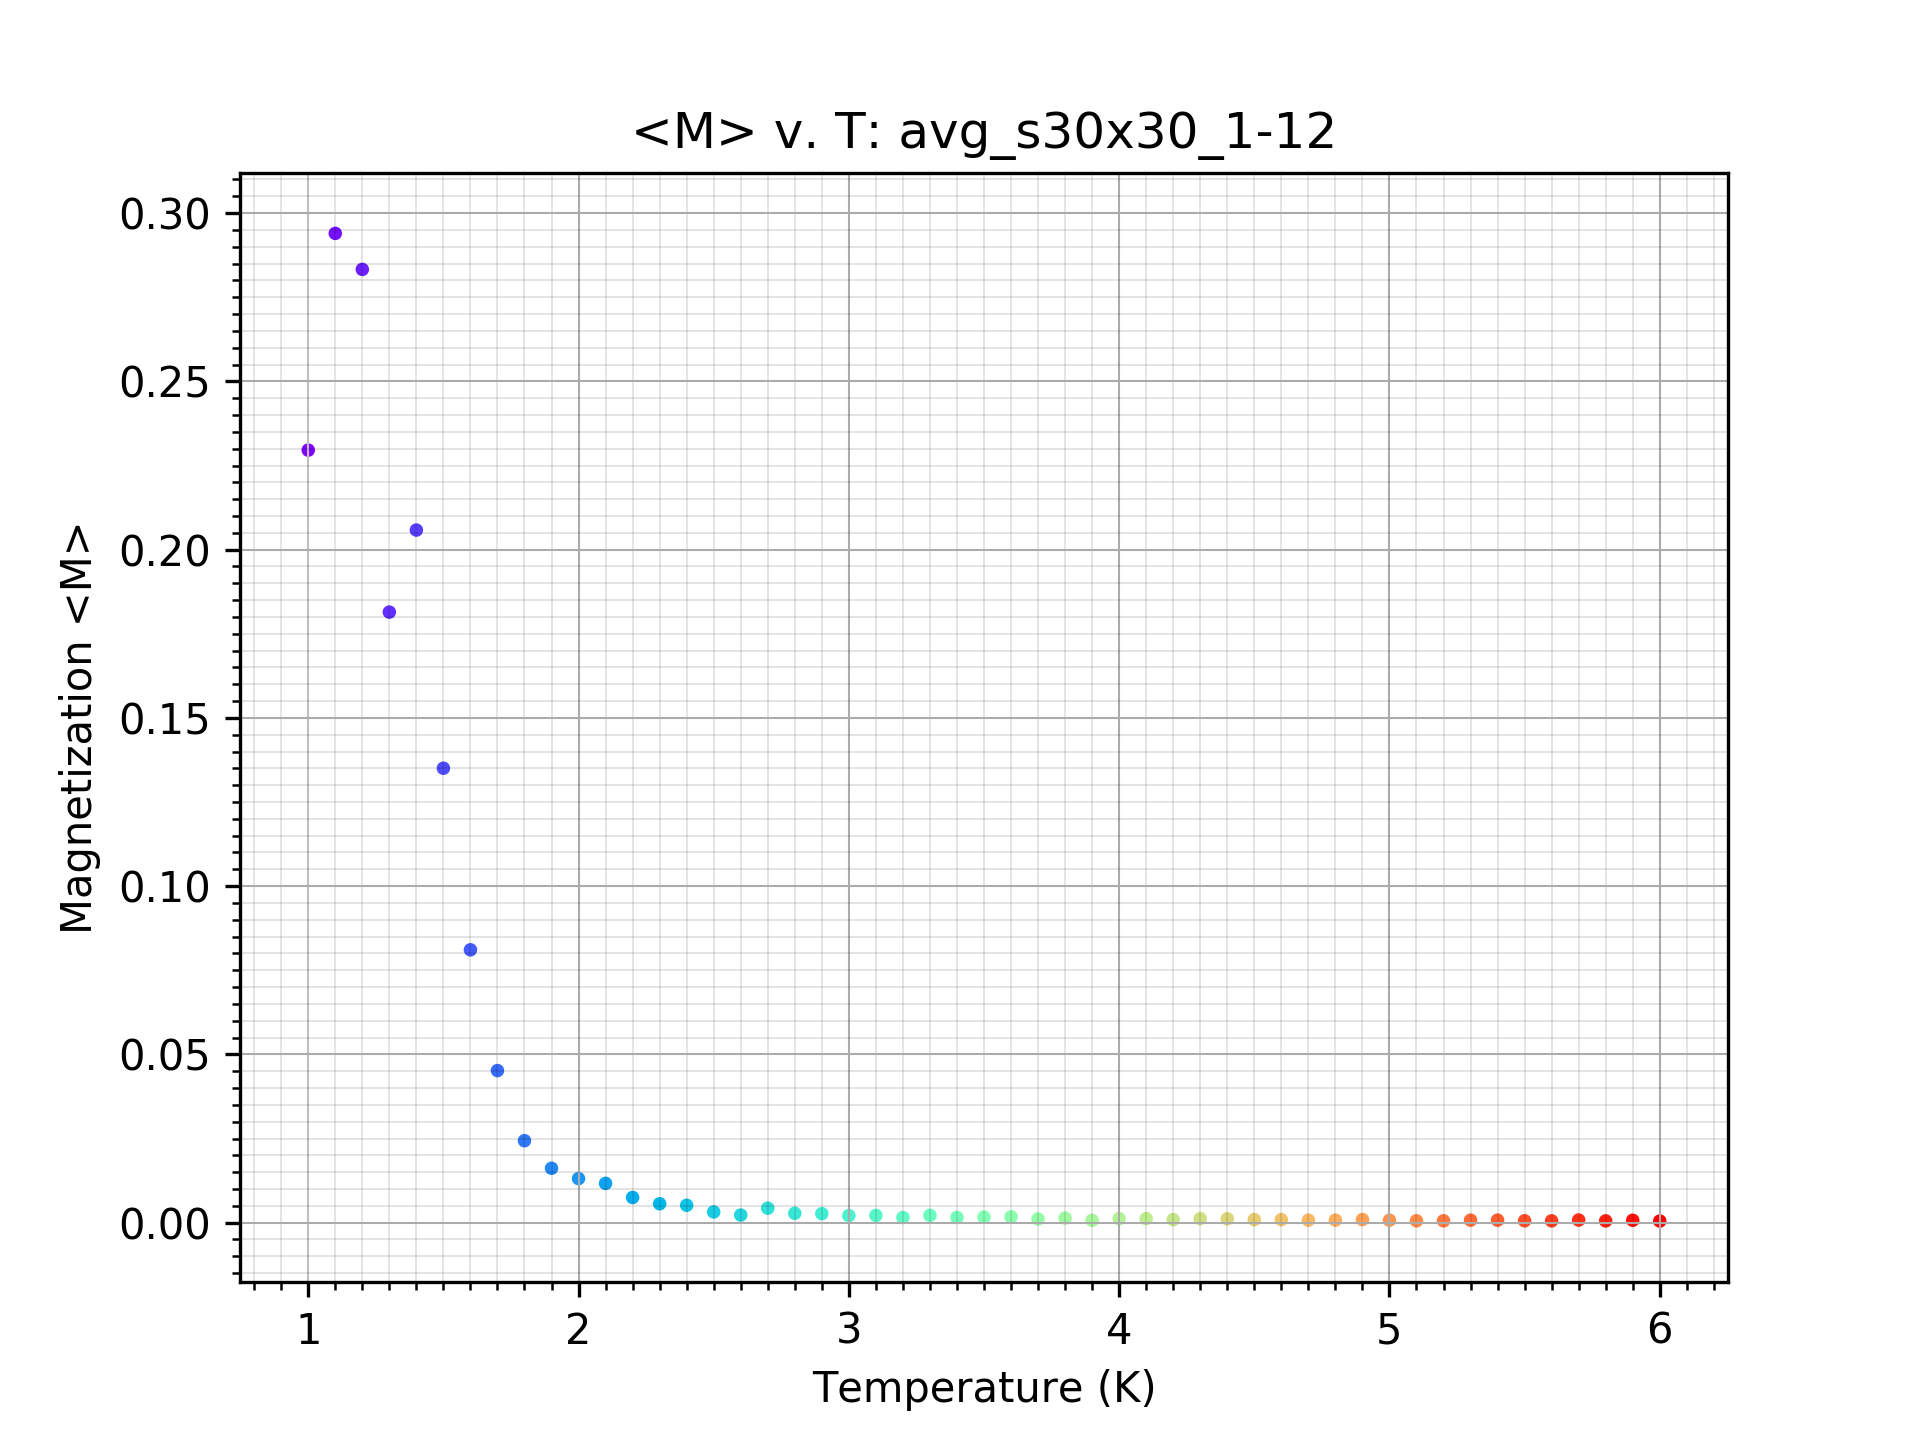 <M> v. T: avg_s30x30_1-12
0.30
0.25
0.20
0.15
0.10
0.05
0.00
Magnetization <M>
1 2 3 4 5 6
Temperature (K)